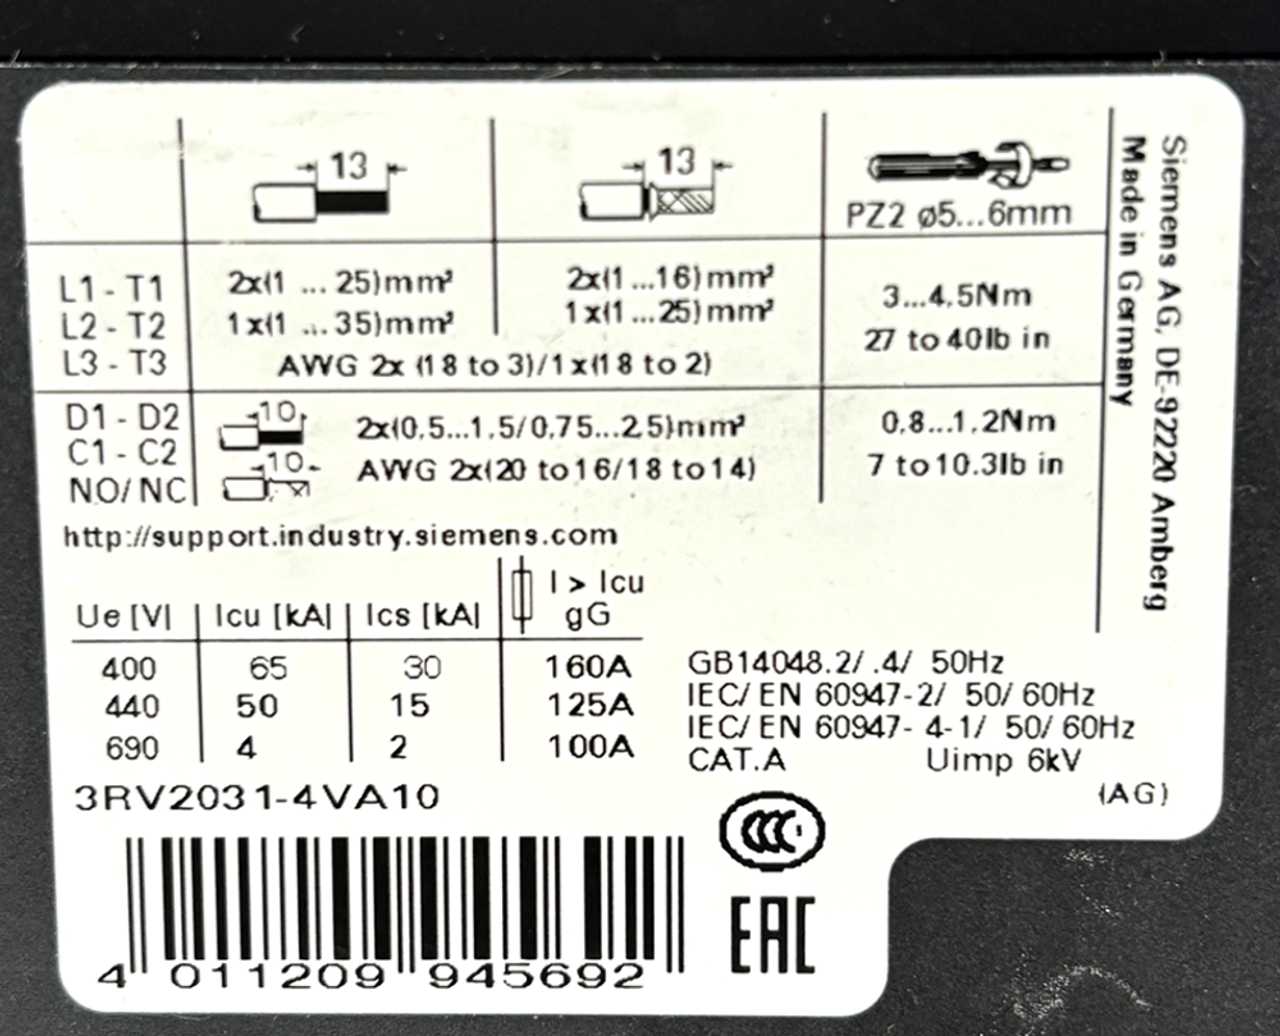 13
13
PZ2 ø5...6mm
L1 - T1
L2 - T2
L3 - T3
2x(1 ... 25)mm²
1x(1 ... 35)mm²
2x(1 ...16)mm²
1x(1 ...25)mm²
AWG 2x (18 to 3)/1x(18 to 2)
3...4,5Nm
27 to 40lb in
D1 - D2
C1 - C2
NO/NC
10
10
2x(0,5...1,5/0,75...2,5)mm²
AWG 2x(20 to 16/18 to 14)
0,8...1,2Nm
7 to 10.3lb in
Siemens AG, DE-92220 Amberg
Made in Germany
http://support.industry.siemens.com
Ue [V] Icu [kA] Ics [kA] I > Icu gG
400 65 30 160A
440 50 15 125A
690 4 2 100A
GB14048.2/ .4/ 50Hz
IEC/EN 60947-2/ 50/60Hz
IEC/EN 60947- 4-1/ 50/60Hz
CAT.A Uimp 6kV
(AG)
3RV2031-4VA10
CCC
EAC
4 011209 945692